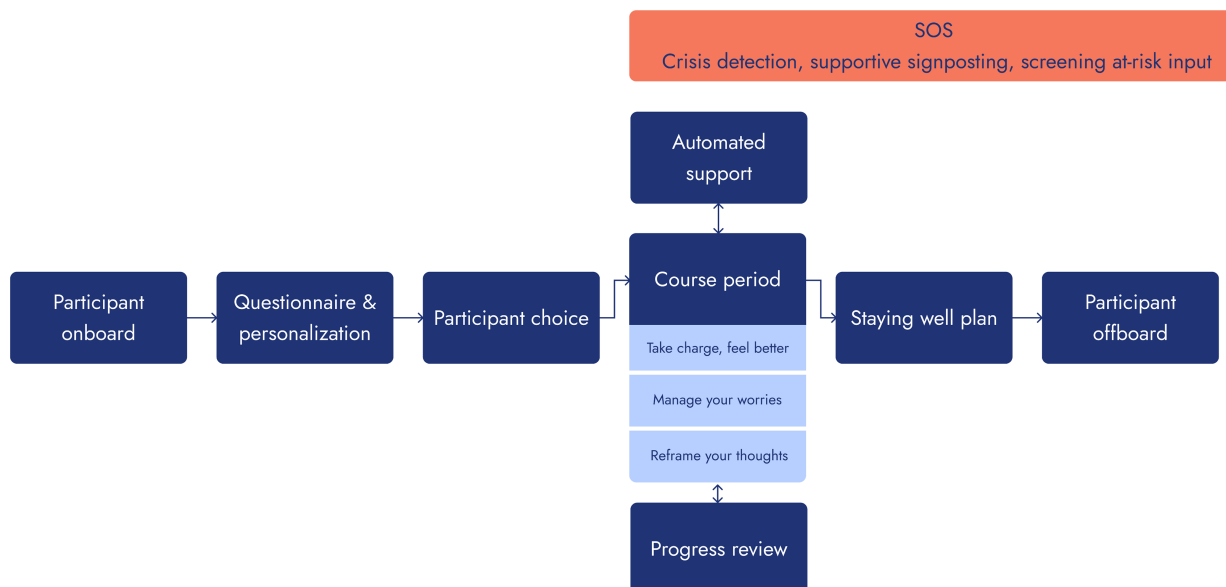 SOS
Crisis detection, supportive signposting, screening at-risk input
Automated
support
Participant
onboard
Questionnaire &
personalization
Participant choice
Course period
Take charge, feel better
Manage your worries
Reframe your thoughts
Progress review
Staying well plan
Participant
offboard